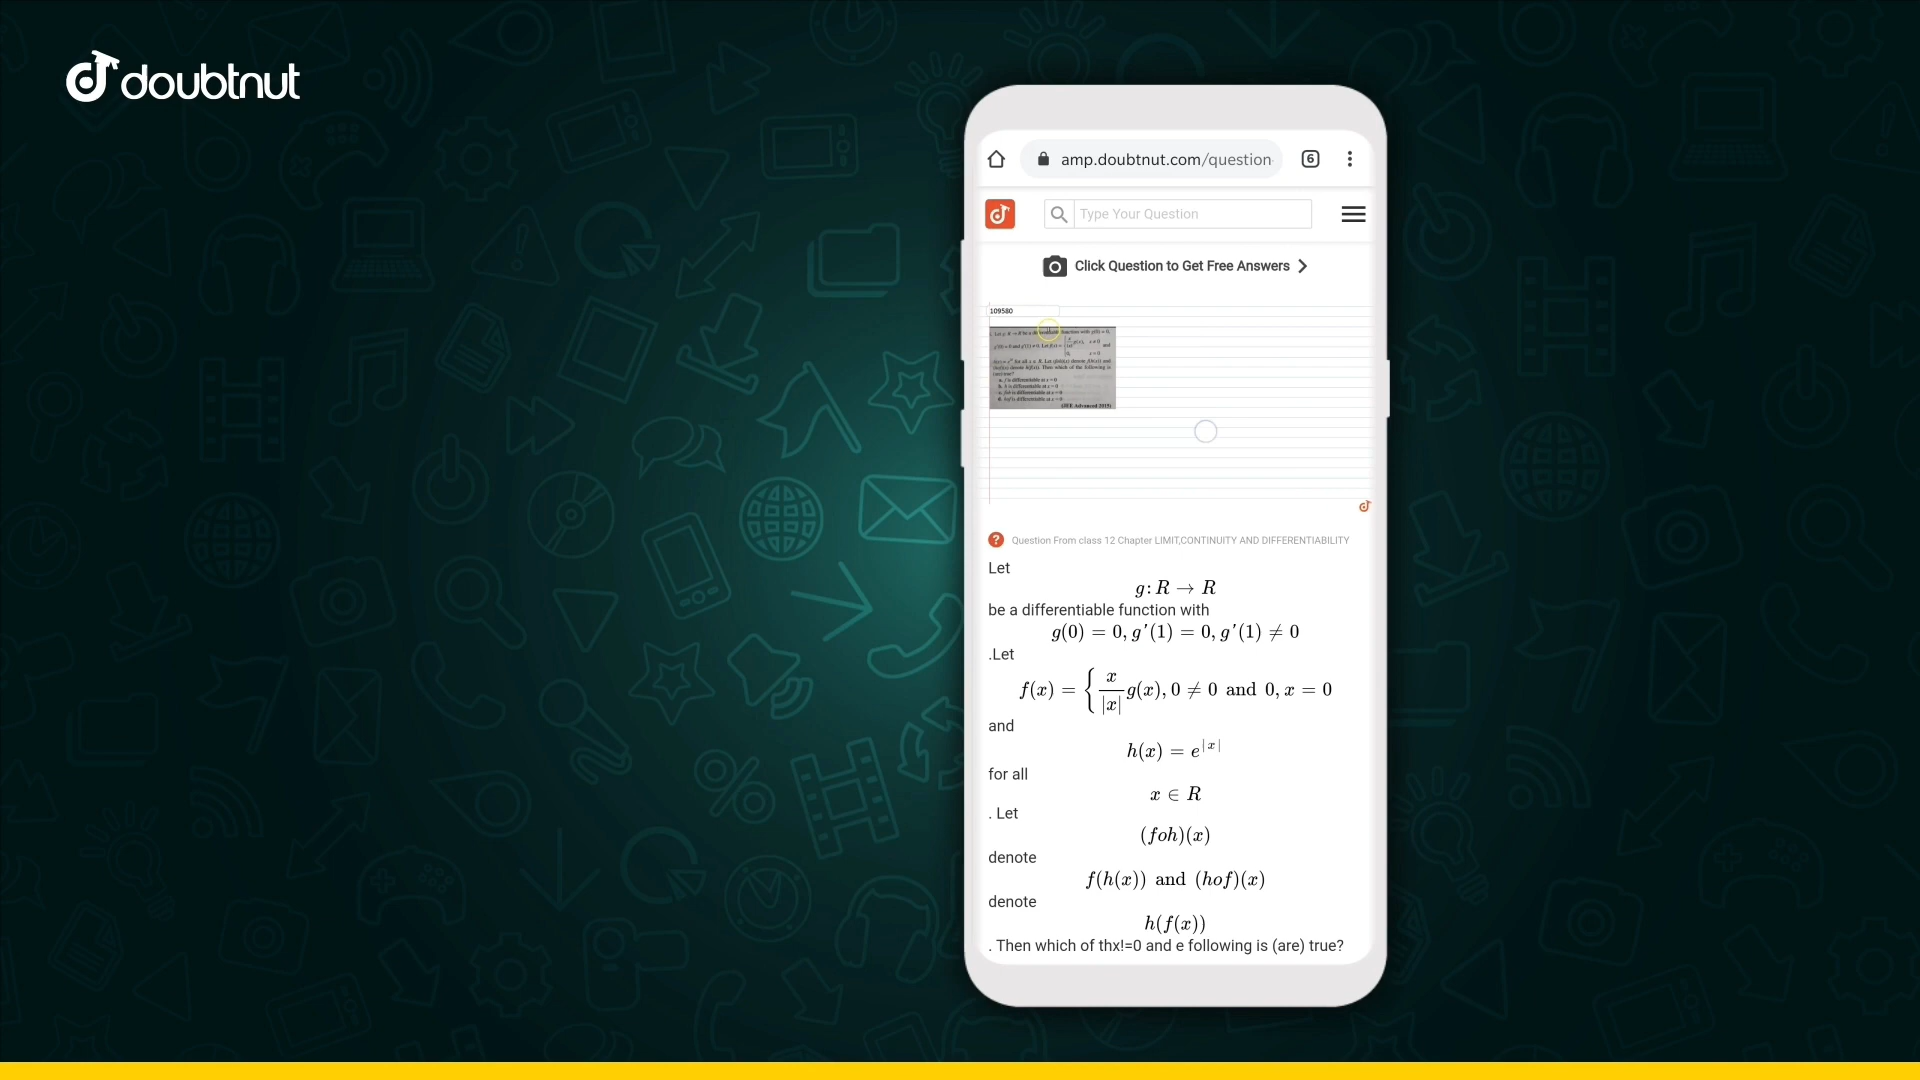 doubtnut
amp.doubtnut.com/question
6
Type Your Question
Click Question to Get Free Answers
109580
(JEE Advanced 2015)
Question From class 12 Chapter LIMIT,CONTINUITY AND DIFFERENTIABILITY
Let
g: R → R
be a differentiable function with
g(0) = 0, g′(1) = 0, g′(1) ≠ 0
.Let
f(x) = { x/|x| g(x), 0 ≠ 0 and 0, x = 0
and
h(x) = e^|x|
for all
x ∈ R
. Let
(foh)(x)
denote
f(h(x)) and (hof)(x)
denote
h(f(x))
. Then which of thx!=0 and e following is (are) true?